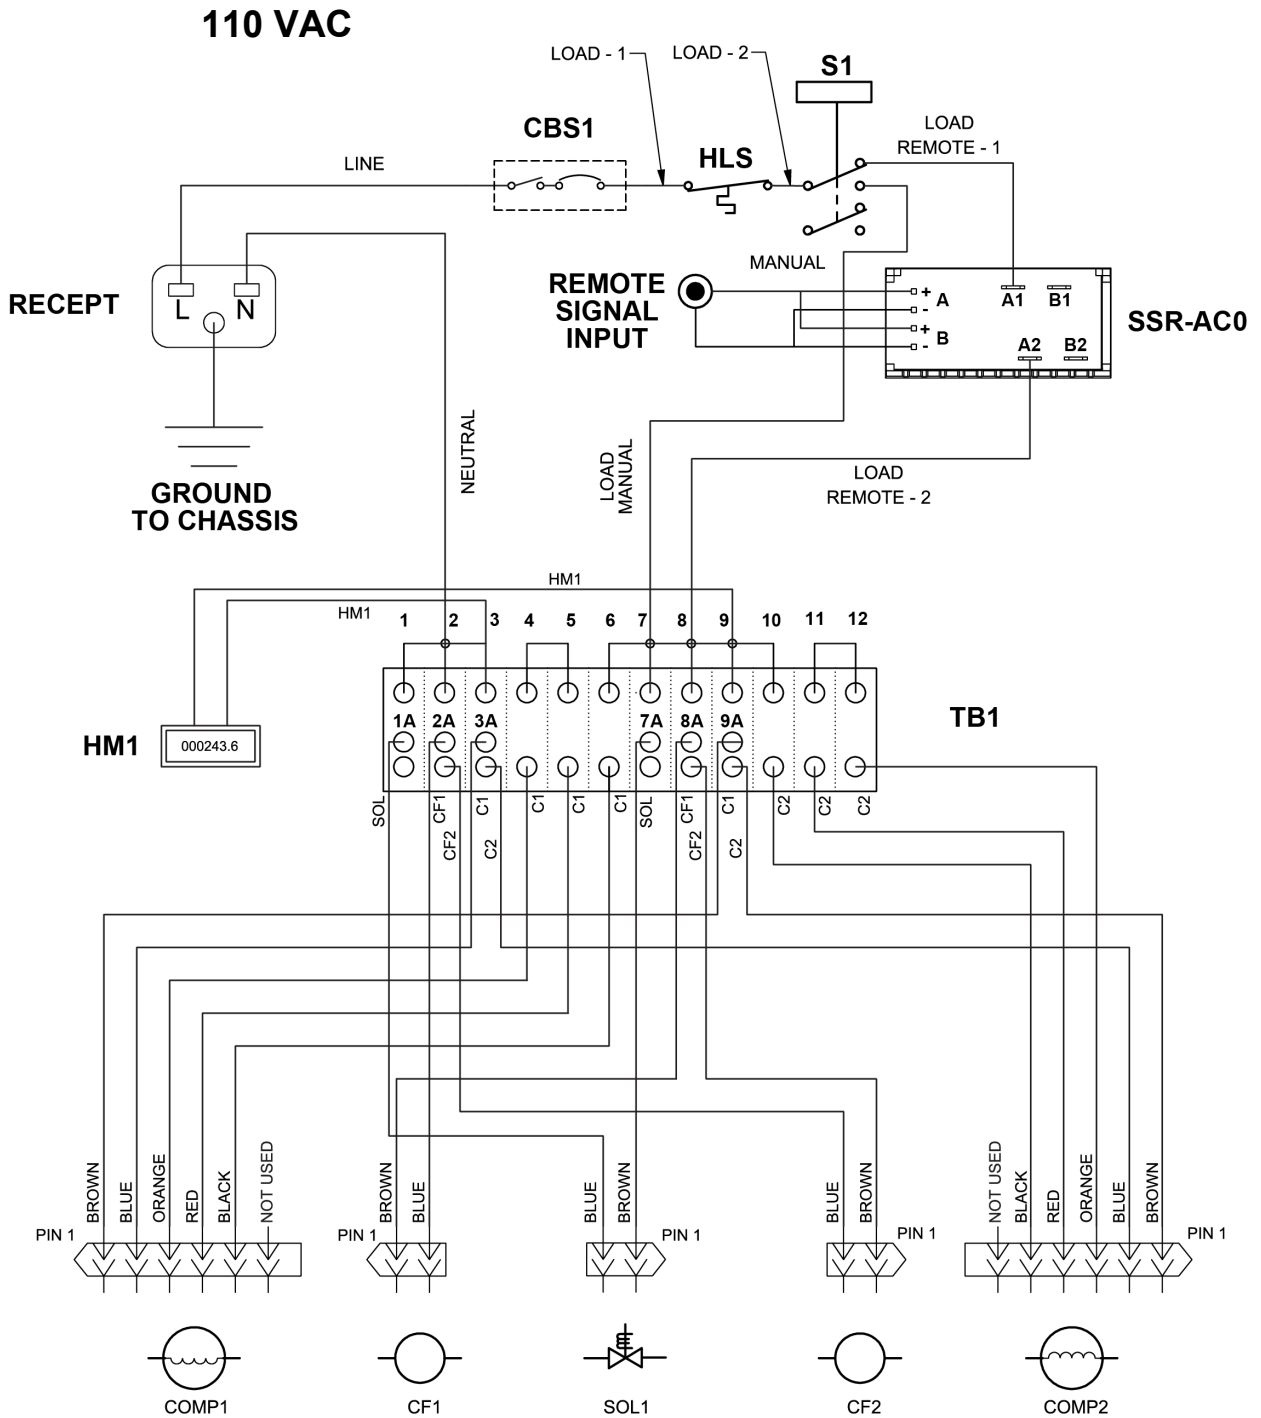 110 VAC
LOAD - 1
LOAD - 2
S1
CBS1
LOAD
REMOTE - 1
HLS
LINE
MANUAL
REMOTE
SIGNAL
INPUT
RECEPT
L
N
+
-
+
-
A
B
A1
B1
A2
B2
SSR-AC0
NEUTRAL
LOAD
MANUAL
LOAD
REMOTE - 2
GROUND
TO CHASSIS
HM1
HM1
1
2
3
4
5
6
7
8
9
10
11
12
1A
2A
3A
7A
8A
9A
TB1
HM1
000243.6
SOL
CF1
CF2
C1
C2
C1
C1
C1
SOL
CF1
CF2
C1
C2
C2
C2
C2
BROWN
BLUE
ORANGE
RED
BLACK
NOT USED
BROWN
BLUE
BLUE
BROWN
BLUE
BROWN
NOT USED
BLACK
RED
ORANGE
BLUE
BROWN
PIN 1
PIN 1
PIN 1
PIN 1
PIN 1
COMP1
CF1
SOL1
CF2
COMP2